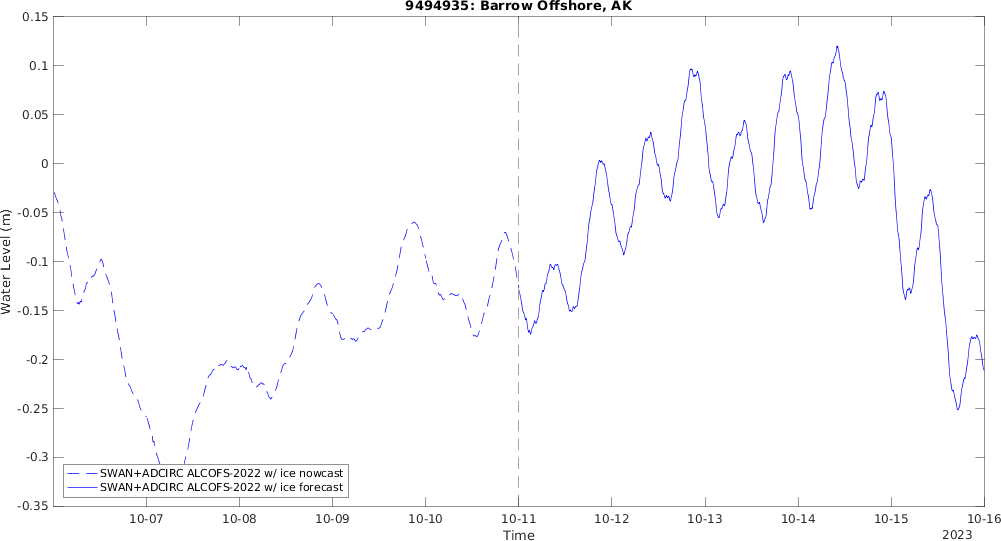 9494935: Barrow Offshore, AK
0.15
0.1
0.05
0
-0.05
-0.1
-0.15
-0.2
-0.25
-0.3
-0.35
Water Level (m)
SWAN+ADCIRC ALCOFS-2022 w/ ice nowcast
SWAN+ADCIRC ALCOFS-2022 w/ ice forecast
10-07 10-08 10-09 10-10 10-11 10-12 10-13 10-14 10-15 10-16
Time
2023